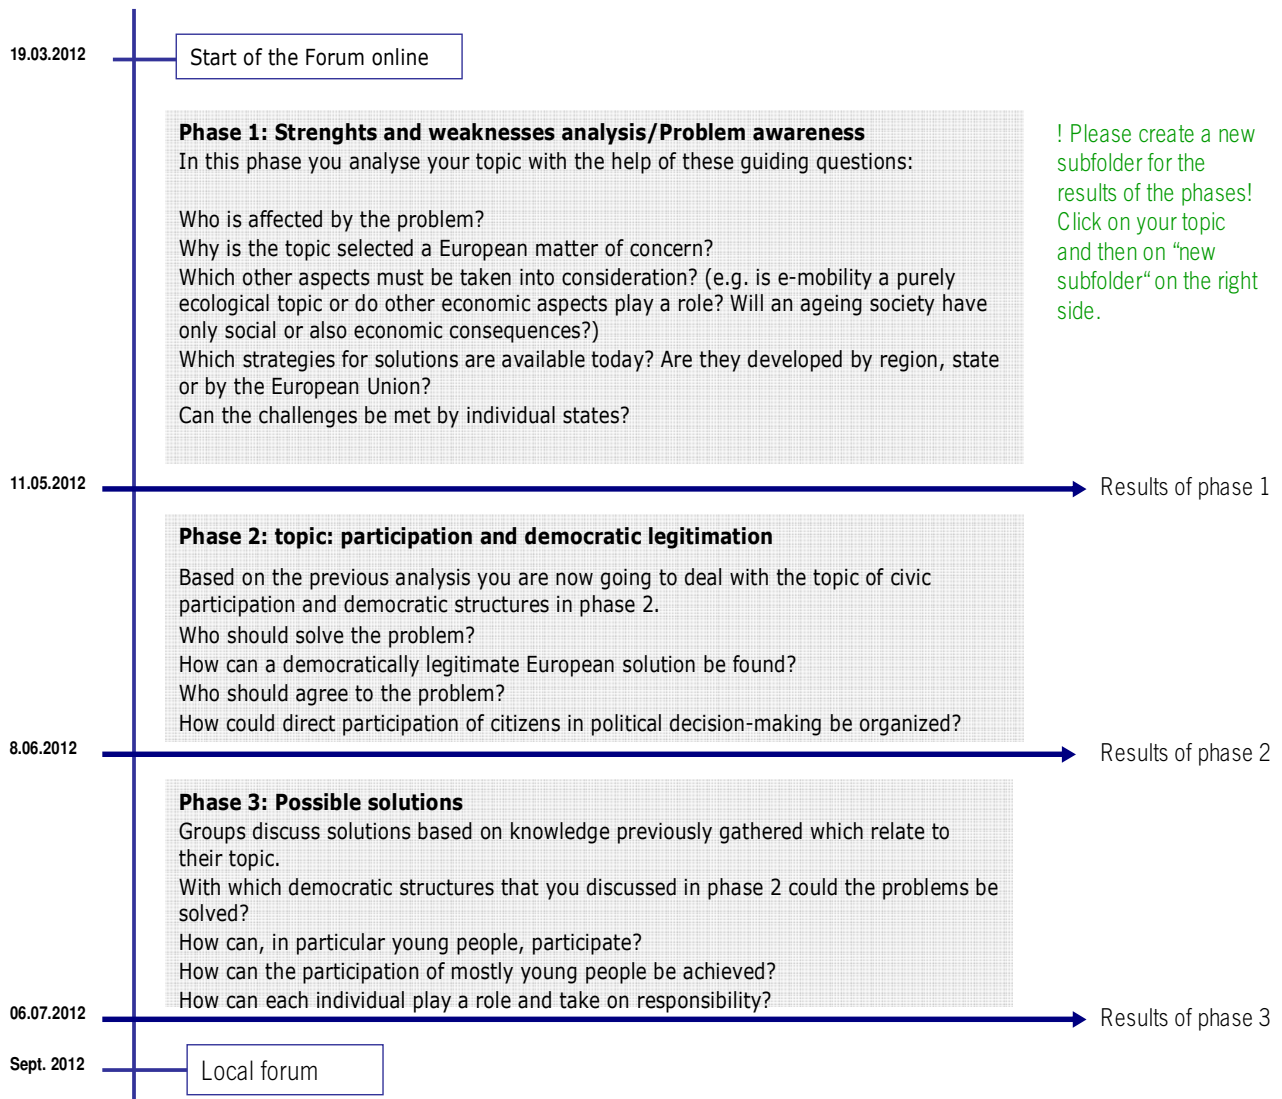 19.03.2012
Start of the Forum online
Phase 1: Strenghts and weaknesses analysis/Problem awareness
In this phase you analyse your topic with the help of these guiding questions:
Who is affected by the problem?
Why is the topic selected a European matter of concern?
Which other aspects must be taken into consideration? (e.g. is e-mobility a purely
ecological topic or do other economic aspects play a role? Will an ageing society have
only social or also economic consequences?)
Which strategies for solutions are available today? Are they developed by region, state
or by the European Union?
Can the challenges be met by individual states?
! Please create a new
subfolder for the
results of the phases!
Click on your topic
and then on “new
subfolder“ on the right
side.
11.05.2012
Results of phase 1
Phase 2: topic: participation and democratic legitimation
Based on the previous analysis you are now going to deal with the topic of civic
participation and democratic structures in phase 2.
Who should solve the problem?
How can a democratically legitimate European solution be found?
Who should agree to the problem?
How could direct participation of citizens in political decision-making be organized?
8.06.2012
Results of phase 2
Phase 3: Possible solutions
Groups discuss solutions based on knowledge previously gathered which relate to
their topic.
With which democratic structures that you discussed in phase 2 could the problems be
solved?
How can, in particular young people, participate?
How can the participation of mostly young people be achieved?
How can each individual play a role and take on responsibility?
06.07.2012
Results of phase 3
Sept. 2012
Local forum